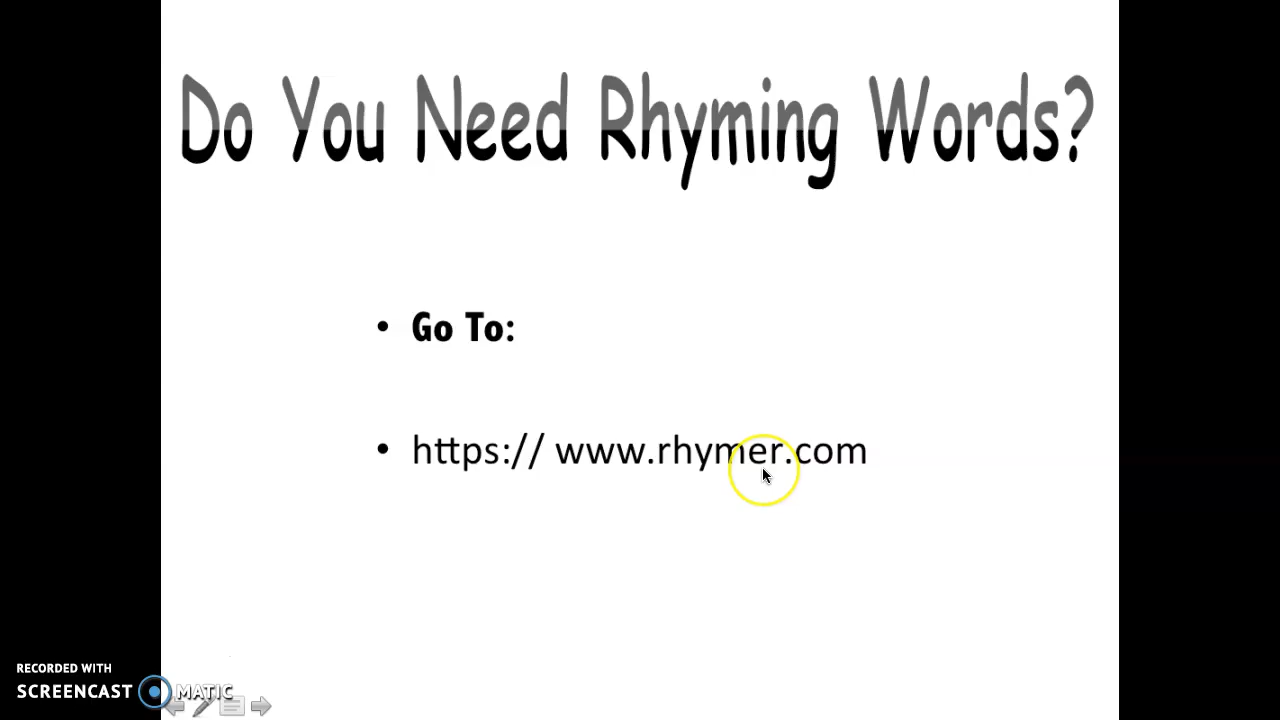 Do You Need Rhyming Words?
• Go To:
• https:// www.rhymer.com
RECORDED WITH
SCREENCAST MATIC